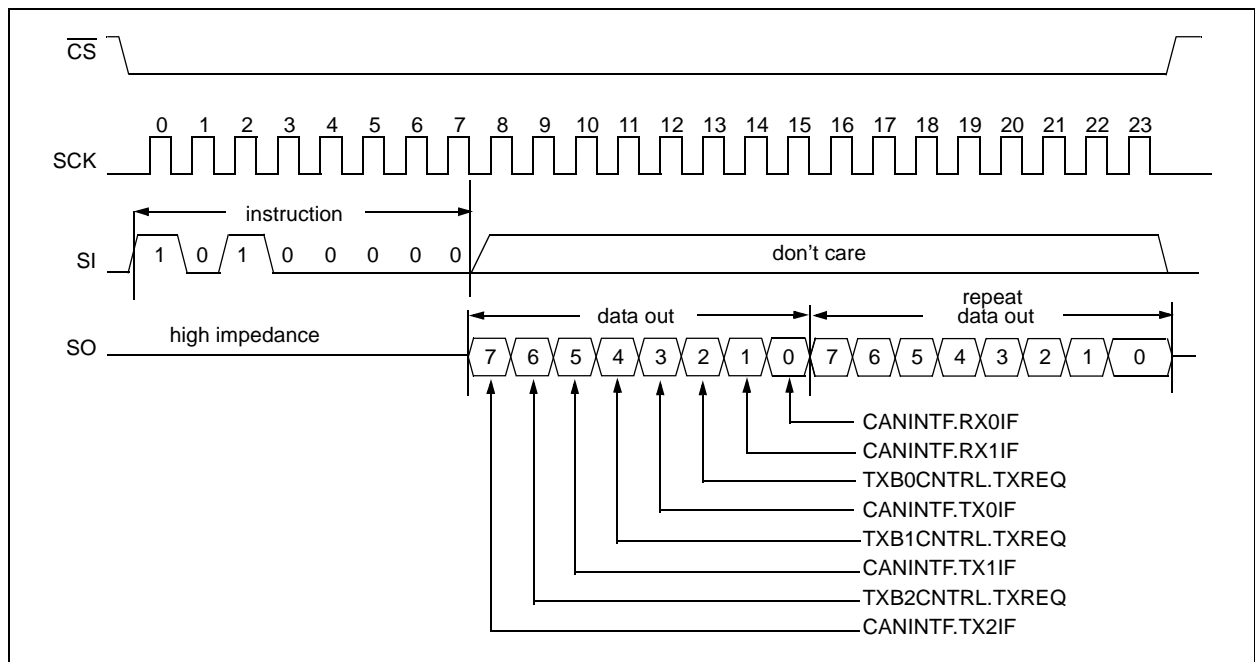 CS
0 1 2 3 4 5 6 7 8 9 10 11 12 13 14 15 16 17 18 19 20 21 22 23
SCK
instruction
SI 1 0 1 0 0 0 0 0 don't care
high impedance
data out
repeat
data out
SO 7 6 5 4 3 2 1 0 7 6 5 4 3 2 1 0
CANINTF.RX0IF
CANINTF.RX1IF
TXB0CNTRL.TXREQ
CANINTF.TX0IF
TXB1CNTRL.TXREQ
CANINTF.TX1IF
TXB2CNTRL.TXREQ
CANINTF.TX2IF